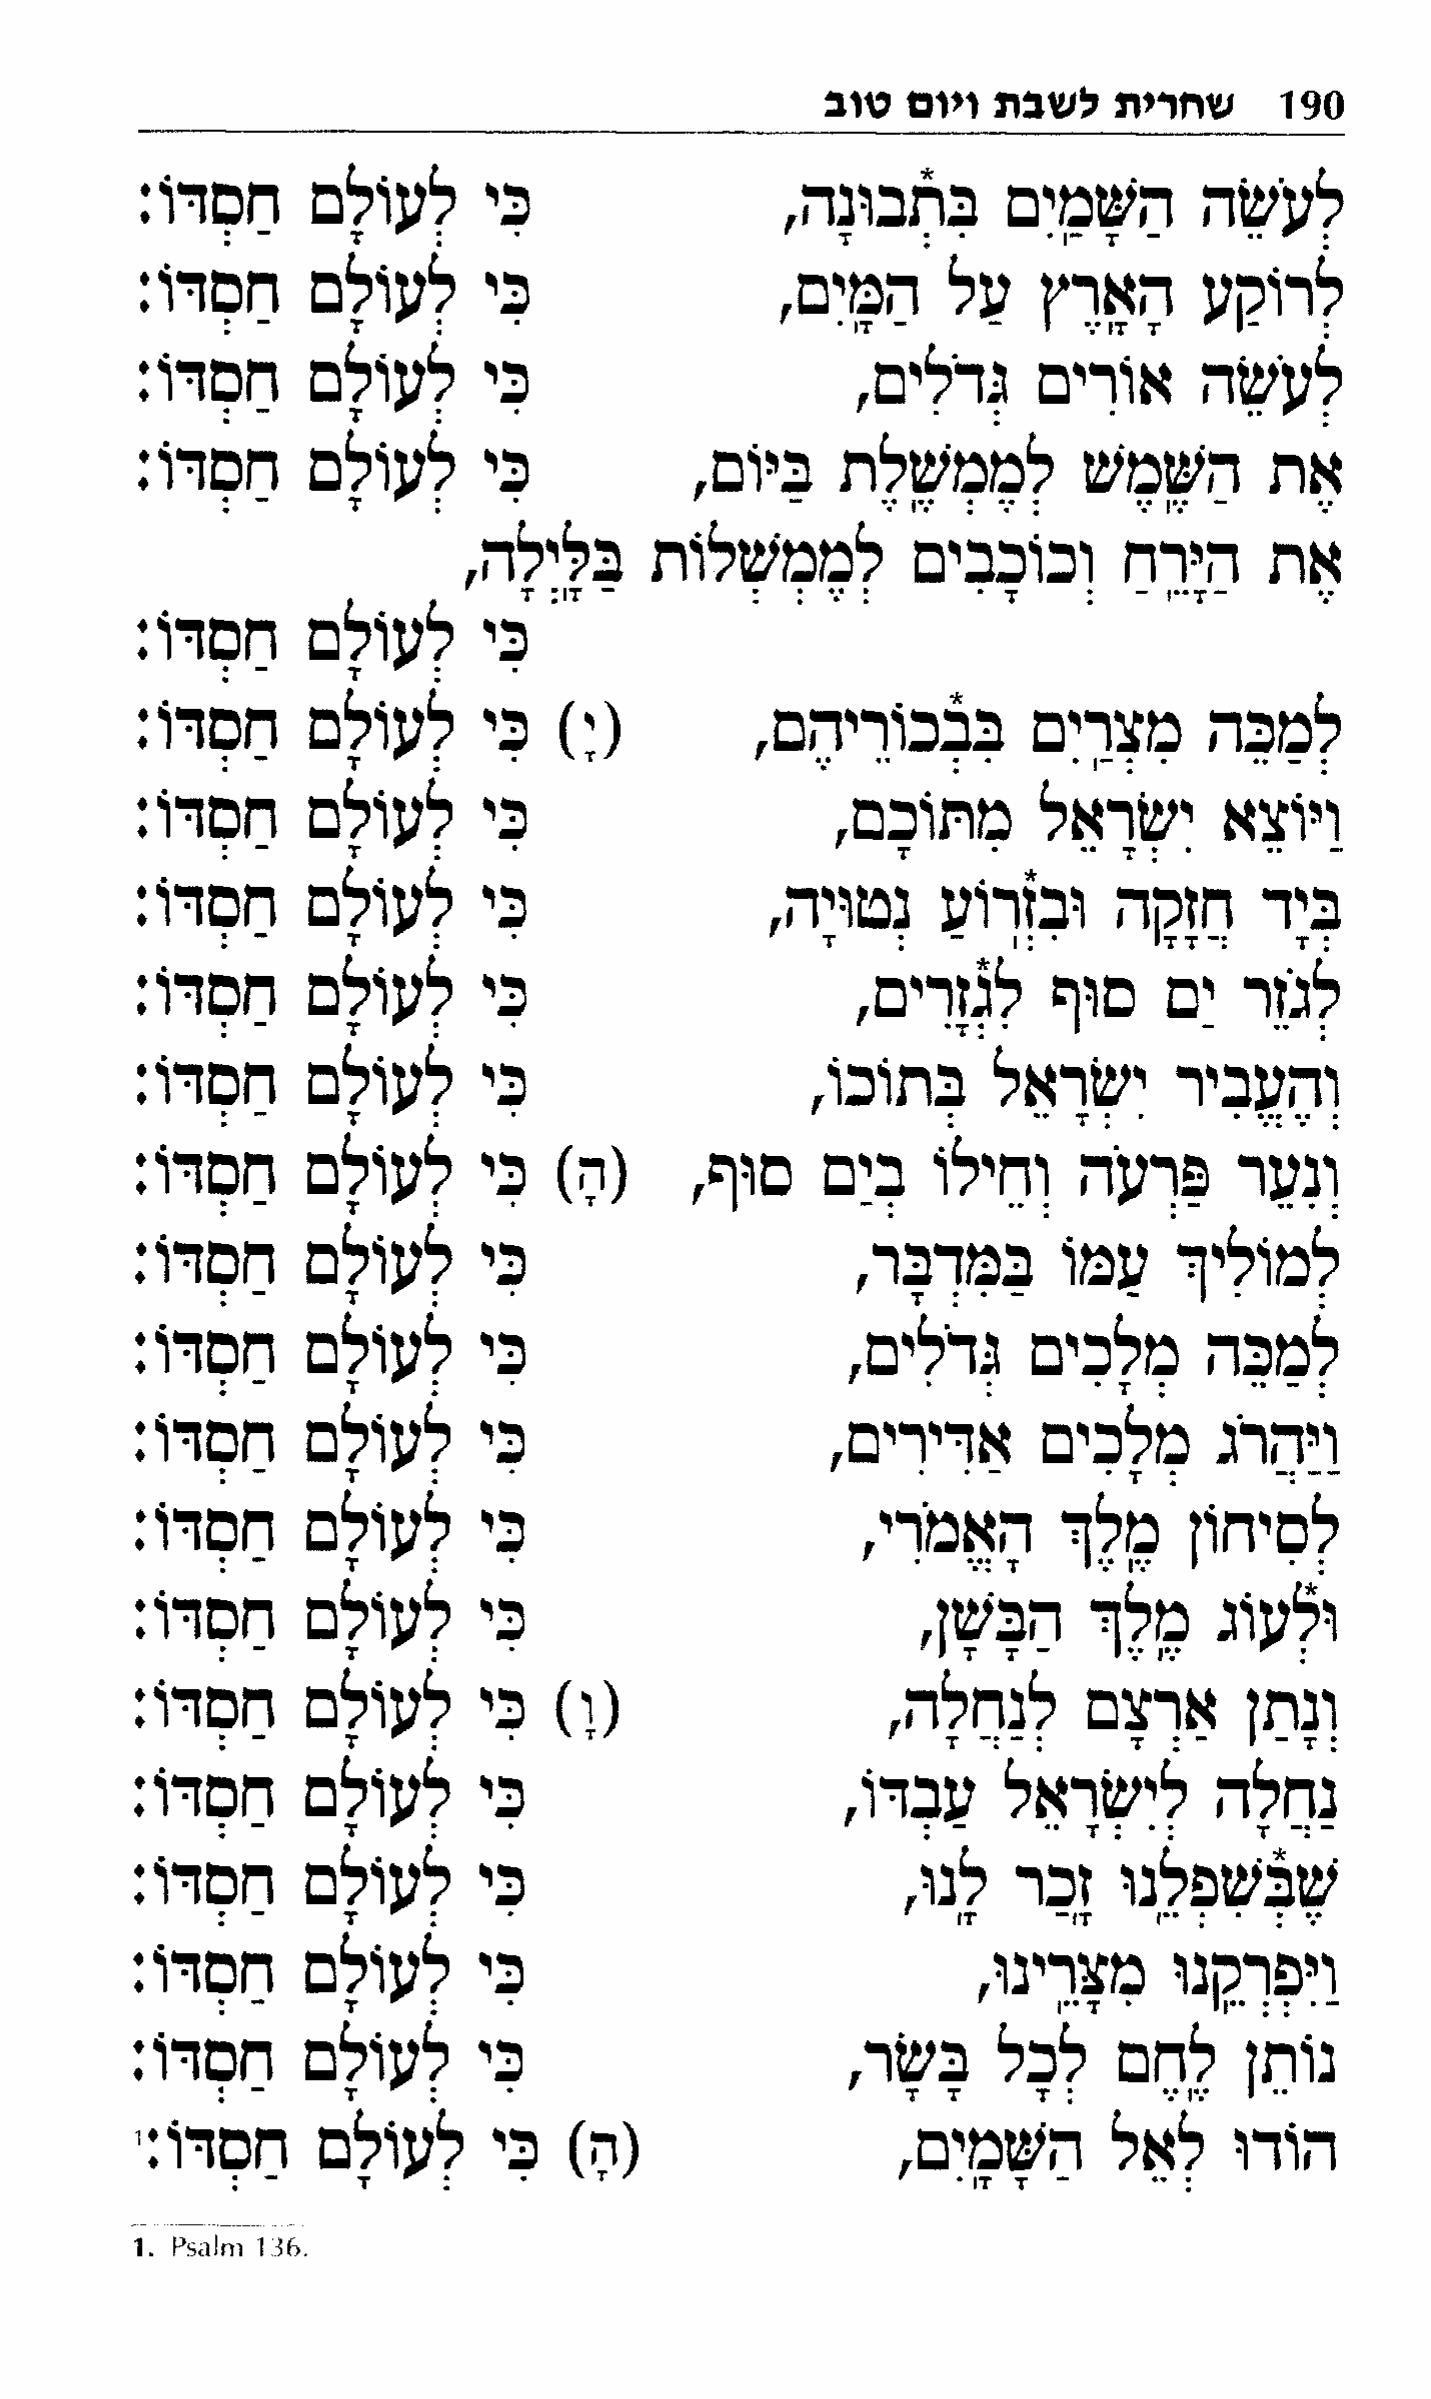 190 שחרית לשבת ויום טוב
לְעֹשֵׂה הַשָּׁמַֽיִם בִּתְֿבוּנָה, כִּי לְעוֹלָם חַסְדּוֹ:
לְרוֹקַע הָאָֽרֶץ עַל הַמָּֽיִם, כִּי לְעוֹלָם חַסְדּוֹ:
לְעֹשֵׂה אוֹרִים גְּדֹלִים, כִּי לְעוֹלָם חַסְדּוֹ:
אֶת הַשֶּֽׁמֶשׁ לְמֶמְשֶֽׁלֶת בַּיּוֹם, כִּי לְעוֹלָם חַסְדּוֹ:
אֶת הַיָּרֵֽחַ וְכוֹכָבִים לְמֶמְשְׁלוֹת בַּלָּֽיְלָה,
כִּי לְעוֹלָם חַסְדּוֹ:
לְמַכֵּה מִצְרַֽיִם בִּבְֿכוֹרֵיהֶם, (יָ) כִּי לְעוֹלָם חַסְדּוֹ:
וַיּוֹצֵא יִשְׂרָאֵל מִתּוֹכָם, כִּי לְעוֹלָם חַסְדּוֹ:
בְּיָד חֲזָקָה וּבִזְֿרֽוֹעַ נְטוּיָה, כִּי לְעוֹלָם חַסְדּוֹ:
לְגֹזֵר יַם סוּף לִגְֿזָרִים, כִּי לְעוֹלָם חַסְדּוֹ:
וְהֶעֱבִיר יִשְׂרָאֵל בְּתוֹכוֹ, כִּי לְעוֹלָם חַסְדּוֹ:
וְנִעֵר פַּרְעֹה וְחֵילוֹ בְיַם סוּף, (הָ) כִּי לְעוֹלָם חַסְדּוֹ:
לְמוֹלִיךְ עַמּוֹ בַּמִּדְבָּר, כִּי לְעוֹלָם חַסְדּוֹ:
לְמַכֵּה מְלָכִים גְּדֹלִים, כִּי לְעוֹלָם חַסְדּוֹ:
וַיַּהֲרֹג מְלָכִים אַדִּירִים, כִּי לְעוֹלָם חַסְדּוֹ:
לְסִיחוֹן מֶֽלֶךְ הָאֱמֹרִי, כִּי לְעוֹלָם חַסְדּוֹ:
וּלְֿעוֹג מֶֽלֶךְ הַבָּשָׁן, כִּי לְעוֹלָם חַסְדּוֹ:
וְנָתַן אַרְצָם לְנַחֲלָה, (וָ) כִּי לְעוֹלָם חַסְדּוֹ:
נַחֲלָה לְיִשְׂרָאֵל עַבְדּוֹ, כִּי לְעוֹלָם חַסְדּוֹ:
שֶׁבְּֿשִׁפְלֵֽנוּ זָֽכַר לָֽנוּ, כִּי לְעוֹלָם חַסְדּוֹ:
וַיִּפְרְקֵֽנוּ מִצָּרֵֽינוּ, כִּי לְעוֹלָם חַסְדּוֹ:
נוֹתֵן לֶֽחֶם לְכָל בָּשָׂר, כִּי לְעוֹלָם חַסְדּוֹ:
הוֹדוּ לְאֵל הַשָּׁמָֽיִם, (הָ) כִּי לְעוֹלָם חַסְדּוֹ:1
1. Psalm 136.